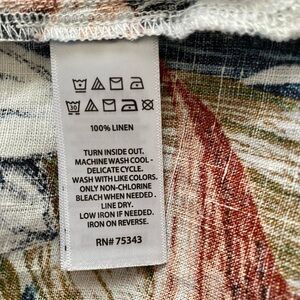 30
100% LINEN
TURN INSIDE OUT.
MACHINE WASH COOL -
DELICATE CYCLE.
WASH WITH LIKE COLORS.
ONLY NON-CHLORINE
BLEACH WHEN NEEDED.
LINE DRY.
LOW IRON IF NEEDED.
IRON ON REVERSE.
RN# 75343